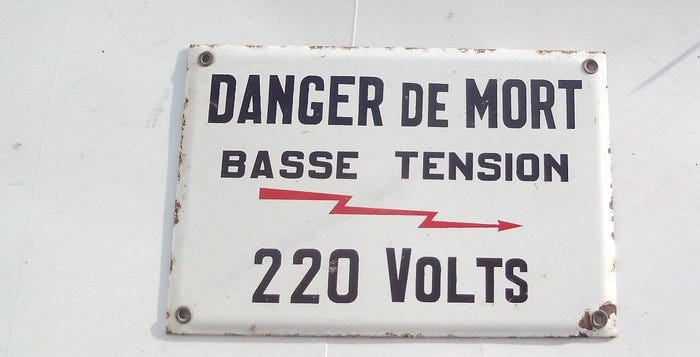 DANGER DE MORT
BASSE TENSION
220 VOLTS